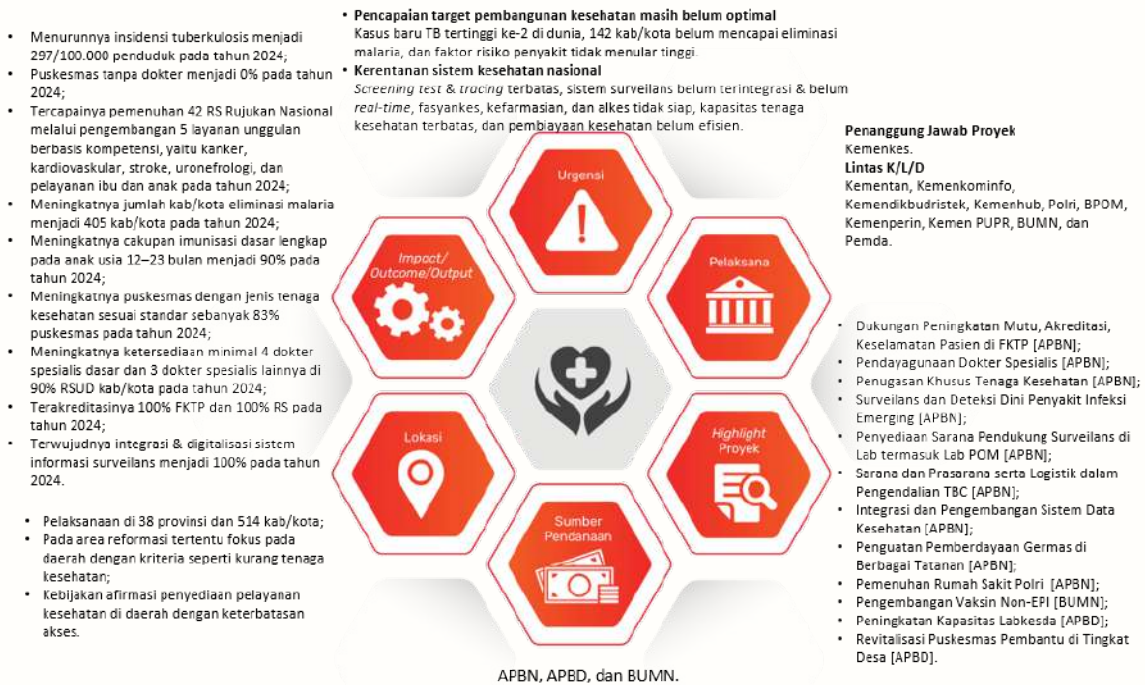 • Pencapaian target pembangunan kesehatan masih belum optimal
Kasus baru TB tertinggi ke-2 di dunia, 142 kab/kota belum mencapai eliminasi
malaria, dan faktor risiko penyakit tidak menular tinggi.
• Kerentanan sistem kesehatan nasional
Screening test & tracing terbatas, sistem surveilans belum terintegrasi & belum
real-time, fasyankes, kefarmasian, dan alkes tidak siap, kapasitas tenaga
kesehatan terbatas, dan pembiayaan kesehatan belum efisien.
• Menurunnya insidensi tuberkulosis menjadi
297/100.000 penduduk pada tahun 2024;
• Puskesmas tanpa dokter menjadi 0% pada tahun
2024;
• Tercapainya pemenuhan 42 RS Rujukan Nasional
melalui pengembangan 5 layanan unggulan
berbasis kompetensi, yaitu kanker,
kardiovaskular, stroke, uronefrologi, dan
pelayanan ibu dan anak pada tahun 2024;
• Meningkatnya jumlah kab/kota eliminasi malaria
menjadi 405 kab/kota pada tahun 2024;
• Meningkatnya cakupan imunisasi dasar lengkap
pada anak usia 12–23 bulan menjadi 90% pada
tahun 2024;
• Meningkatnya puskesmas dengan jenis tenaga
kesehatan sesuai standar sebanyak 83%
puskesmas pada tahun 2024;
• Meningkatnya ketersediaan minimal 4 dokter
spesialis dasar dan 3 dokter spesialis lainnya di
90% RSUD kab/kota pada tahun 2024;
• Terakreditasinya 100% FKTP dan 100% RS pada
tahun 2024;
• Terwujudnya integrasi & digitalisasi sistem
informasi surveilans menjadi 100% pada tahun
2024.
• Pelaksanaan di 38 provinsi dan 514 kab/kota;
• Pada area reformasi tertentu fokus pada
daerah dengan kriteria seperti kurang tenaga
kesehatan;
• Kebijakan afirmasi penyediaan pelayanan
kesehatan di daerah dengan keterbatasan
akses.
Urgensi
Impact/
Outcome/Output
Pelaksana
Lokasi
Highlight
Proyek
Sumber
Pendanaan
APBN, APBD, dan BUMN.
Penanggung Jawab Proyek
Kemenkes.
Lintas K/L/D
Kementan, Kemenkominfo,
Kemendikbudristek, Kemenhub, Polri, BPOM,
Kemenperin, Kemen PUPR, BUMN, dan
Pemda.
• Dukungan Peningkatan Mutu, Akreditasi,
Keselamatan Pasien di FKTP [APBN];
• Pendayagunaan Dokter Spesialis [APBN];
• Penugasan Khusus Tenaga Kesehatan [APBN];
• Surveilans dan Deteksi Dini Penyakit Infeksi
Emerging [APBN];
• Penyediaan Sarana Pendukung Surveilans di
Lab termasuk Lab POM [APBN];
• Sarana dan Prasarana serta Logistik dalam
Pengendalian TBC [APBN];
• Integrasi dan Pengembangan Sistem Data
Kesehatan [APBN];
• Penguatan Pemberdayaan Germas di
Berbagai Tatanan [APBN];
• Pemenuhan Rumah Sakit Polri [APBN];
• Pengembangan Vaksin Non-EPI [BUMN];
• Peningkatan Kapasitas Labkesda [APBD];
• Revitalisasi Puskesmas Pembantu di Tingkat
Desa [APBD].